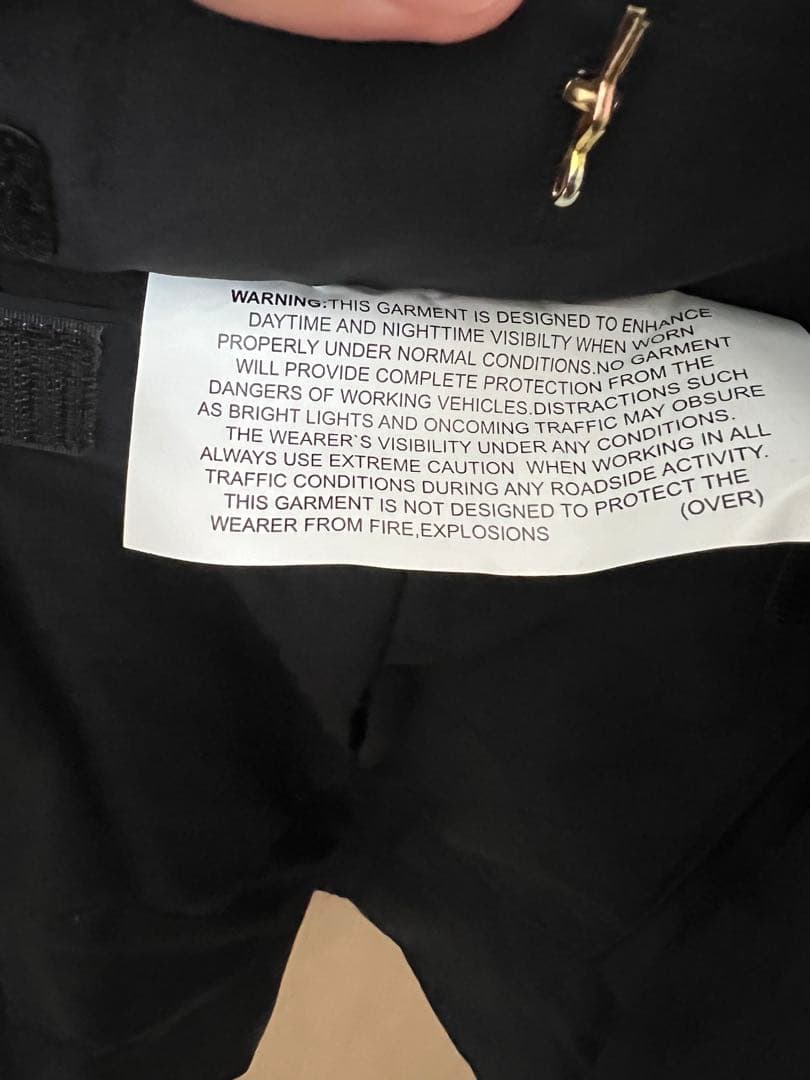 WARNING:THIS GARMENT IS DESIGNED TO ENHANCE
DAYTIME AND NIGHTTIME VISIBILTY WHEN WORN
PROPERLY UNDER NORMAL CONDITIONS.NO GARMENT
WILL PROVIDE COMPLETE PROTECTION FROM THE
DANGERS OF WORKING VEHICLES.DISTRACTIONS SUCH
AS BRIGHT LIGHTS AND ONCOMING TRAFFIC MAY OBSURE
THE WEARER`S VISIBILITY UNDER ANY CONDITIONS.
ALWAYS USE EXTREME CAUTION WHEN WORKING IN ALL
TRAFFIC CONDITIONS DURING ANY ROADSIDE ACTIVITY.
THIS GARMENT IS NOT DESIGNED TO PROTECT THE
WEARER FROM FIRE,EXPLOSIONS (OVER)